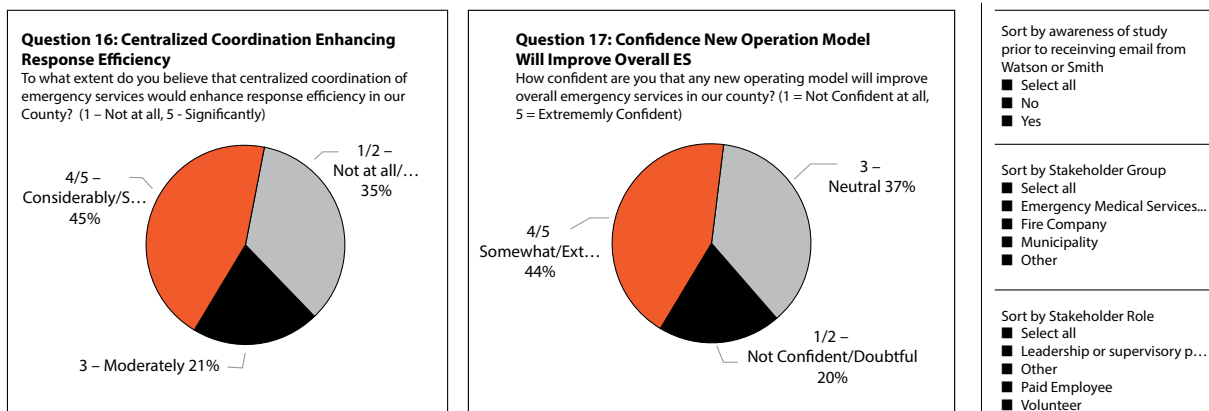 Question 16: Centralized Coordination Enhancing
Response Efficiency
To what extent do you believe that centralized coordination of
emergency services would enhance response efficiency in our
County? (1 – Not at all, 5 - Significantly)
1/2 –
Not at all/…
35%
4/5 –
Considerably/S…
45%
3 – Moderately 21%
Question 17: Confidence New Operation Model
Will Improve Overall ES
How confident are you that any new operating model will improve
overall emergency services in our county? (1 = Not Confident at all,
5 = Extrememly Confident)
3 –
Neutral 37%
4/5
Somewhat/Ext…
44%
1/2 –
Not Confident/Doubtful
20%
Sort by awareness of study
prior to receinving email from
Watson or Smith
Select all
No
Yes
Sort by Stakeholder Group
Select all
Emergency Medical Services...
Fire Company
Municipality
Other
Sort by Stakeholder Role
Select all
Leadership or supervisory p…
Other
Paid Employee
Volunteer